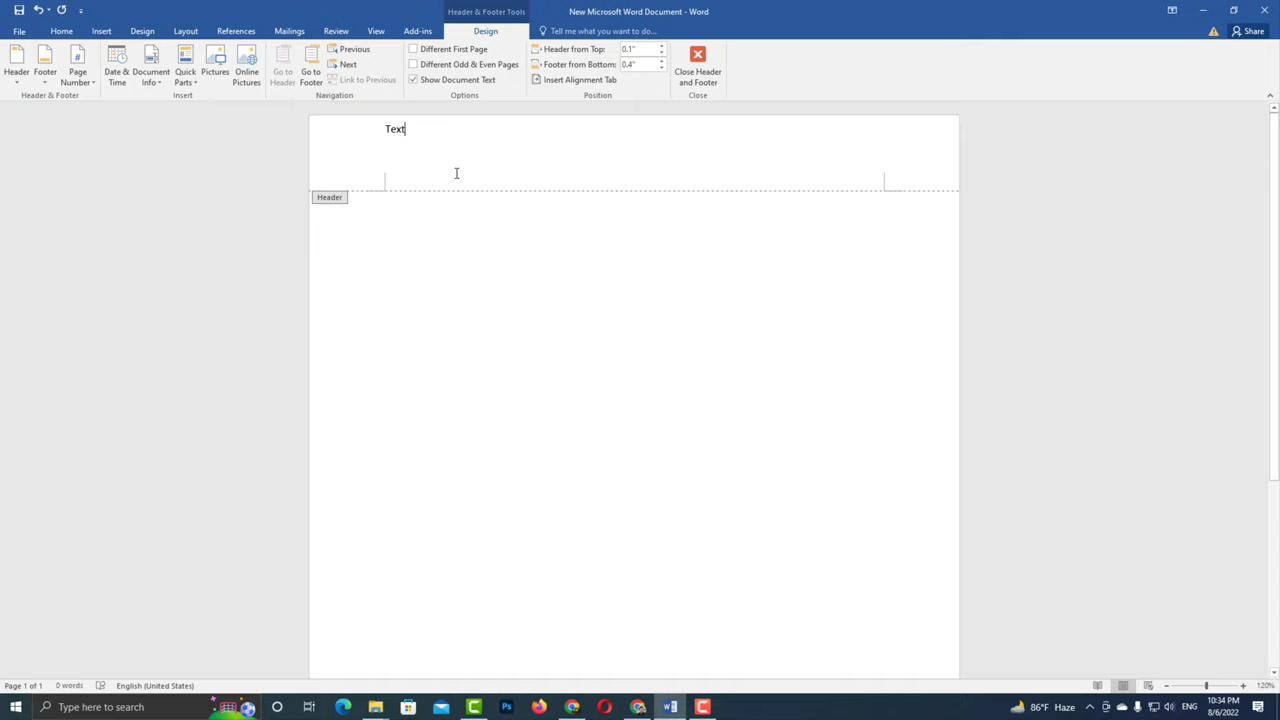 Header & Footer Tools
New Microsoft Word Document - Word
File
Home
Insert
Design
Layout
References
Mailings
Review
View
Add-ins
Design
Tell me what you want to do...
Share
Header
Footer
Page Number
Header & Footer
Date & Time
Document Info
Quick Parts
Pictures
Online Pictures
Insert
Go to Header
Go to Footer
Previous
Next
Link to Previous
Navigation
Different First Page
Different Odd & Even Pages
Show Document Text
Options
Header from Top: 0.1"
Footer from Bottom: 0.4"
Insert Alignment Tab
Position
Close Header and Footer
Close
Text
Header
Page 1 of 1
0 words
English (United States)
120%
Type here to search
86°F Haze
ENG
10:34 PM
8/6/2022